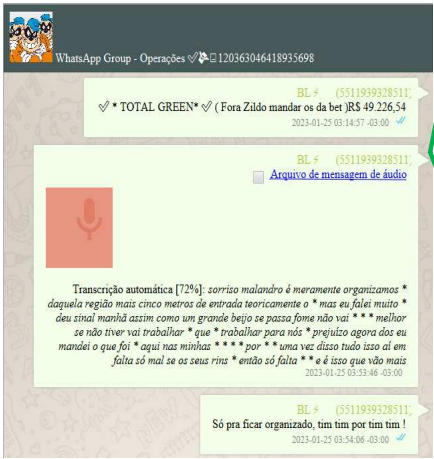 WhatsApp Group - Operações ✅💸 120363046418935698
BL ⚡ (5511939328511)
✅ * TOTAL GREEN* ✅ ( Fora Zildo mandar os da bet )R$ 49.226,54
2023-01-25 03:14:57 -03:00
BL ⚡ (5511939328511)
Arquivo de mensagem de áudio
Transcrição automática [72%]: sorriso malandro é meramente organizamos *
daquela região mais cinco metros de entrada teoricamente o * mas eu falei muito *
deu sinal manhã assim como um grande beijo se passa fome não vai * * * melhor
se não tiver vai trabalhar * que * trabalhar para nós * prejuízo agora dos eu
mandei o que foi * aqui nas minhas * * * * por * * uma vez disso tudo isso aí em
falta só mal se os seus rins * então só falta * * e é isso que vão mais
2023-01-25 03:53:46 -03:00
BL ⚡ (5511939328511)
Só pra ficar organizado, tim tim por tim tim !
2023-01-25 03:54:06 -03:00